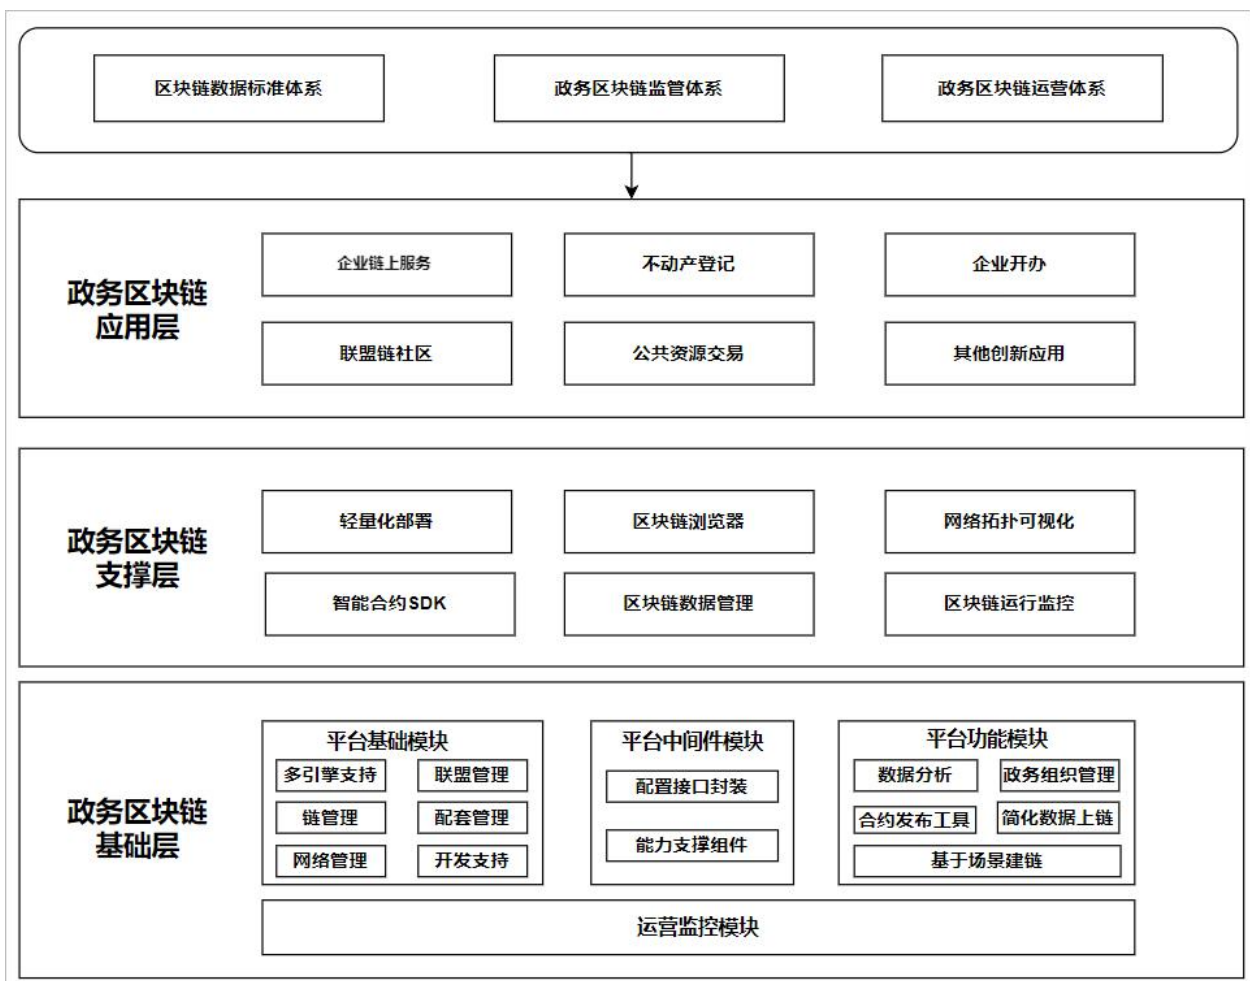 区块链数据标准体系
政务区块链监管体系
政务区块链运营体系
政务区块链
应用层
企业链上服务
不动产登记
企业开办
联盟链社区
公共资源交易
其他创新应用
政务区块链
支撑层
轻量化部署
区块链浏览器
网络拓扑可视化
智能合约SDK
区块链数据管理
区块链运行监控
政务区块链
基础层
平台基础模块
多引擎支持
联盟管理
链管理
配套管理
网络管理
开发支持
平台中间件模块
配置接口封装
能力支撑组件
平台功能模块
数据分析
政务组织管理
合约发布工具
简化数据上链
基于场景建链
运营监控模块